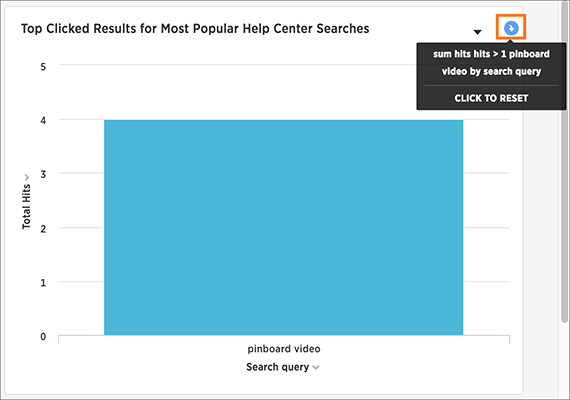 Top Clicked Results for Most Popular Help Center Searches
sum hits hits > 1 pinboard
video by search query
CLICK TO RESET
5
4
3
2
1
0
Total Hits
pinboard video
Search query